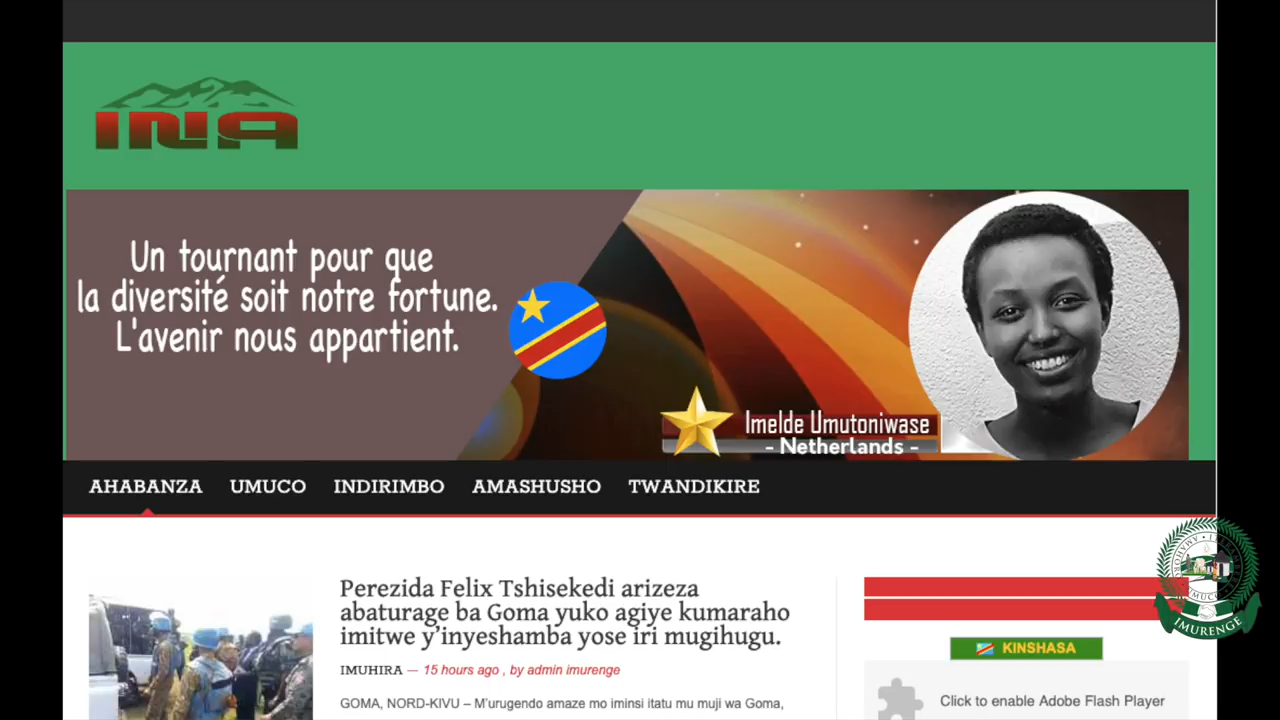 INA
Un tournant pour que
la diversité soit notre fortune.
L'avenir nous appartient.
Imelde Umutoniwase
- Netherlands -
AHABANZA UMUCO INDIRIMBO AMASHUSHO TWANDIKIRE
Perezida Felix Tshisekedi arizeza
abaturage ba Goma yuko agiye kumaraho
imitwe y’inyeshamba yose iri mugihugu.
IMUHIRA — 15 hours ago , by admin imurenge
GOMA, NORD-KIVU – M’urugendo amaze mo iminsi itatu mu muji wa Goma,
KINSHASA
Click to enable Adobe Flash Player
IMURENGE